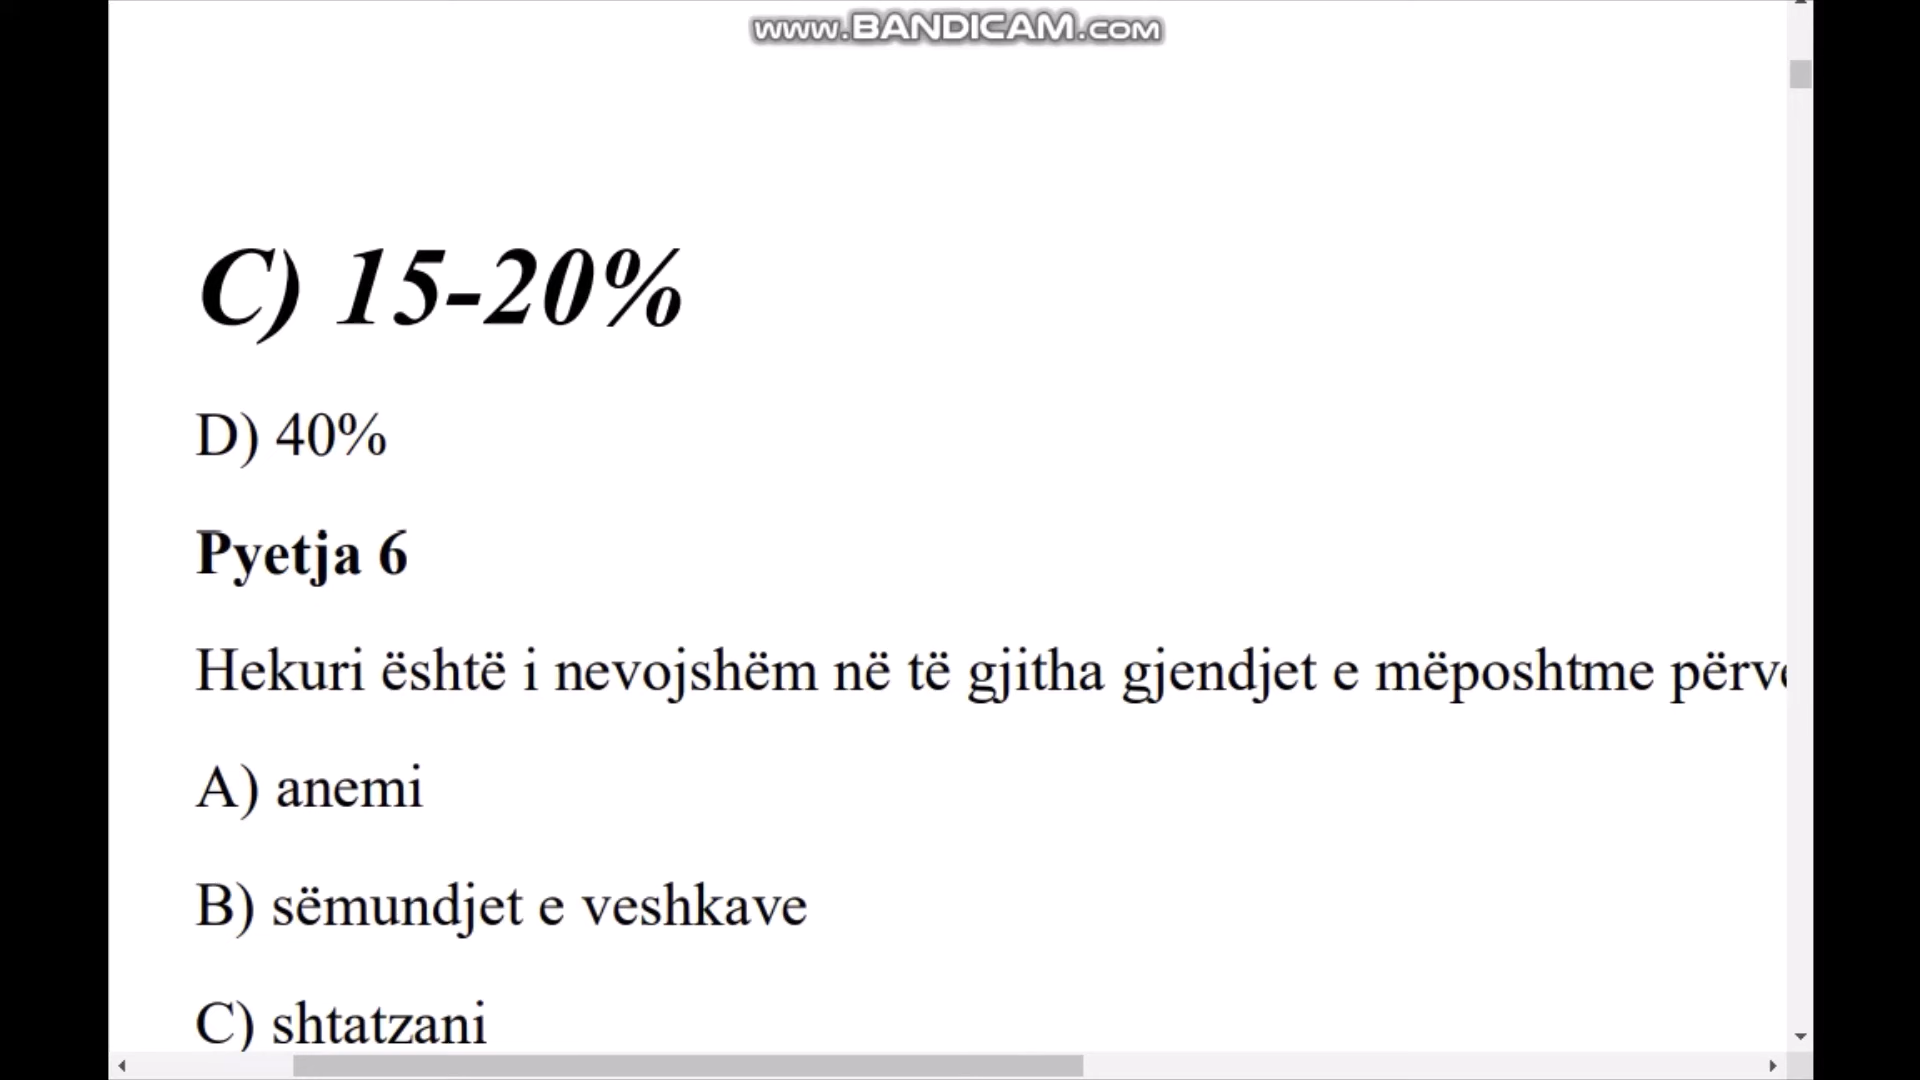 www.BANDICAM.com
C) 15-20%
D) 40%
Pyetja 6
Hekuri është i nevojshëm në të gjitha gjendjet e mëposhtme
A) anemi
B) sëmundjet e veshkave
C) shtatzani